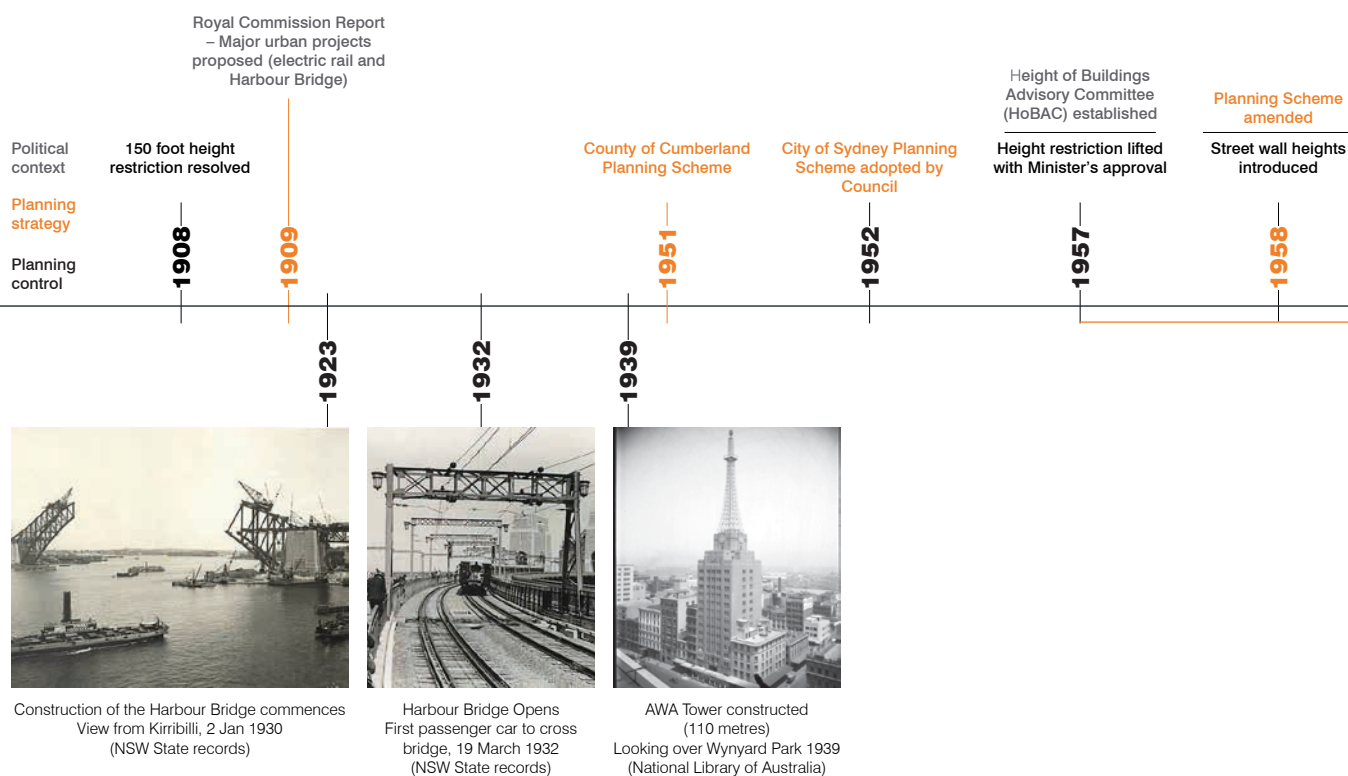 Royal Commission Report
– Major urban projects
proposed (electric rail and
Harbour Bridge)
Height of Buildings
Advisory Committee
(HoBAC) established
Planning Scheme
amended
Political
context
150 foot height
restriction resolved
County of Cumberland
Planning Scheme
City of Sydney Planning
Scheme adopted by
Council
Height restriction lifted
with Minister's approval
Street wall heights
introduced
Planning
strategy
Planning
control
1908
1909
1951
1952
1957
1958
1923
1932
1939
Construction of the Harbour Bridge commences
View from Kirribilli, 2 Jan 1930
(NSW State records)
Harbour Bridge Opens
First passenger car to cross
bridge, 19 March 1932
(NSW State records)
AWA Tower constructed
(110 metres)
Looking over Wynyard Park 1939
(National Library of Australia)